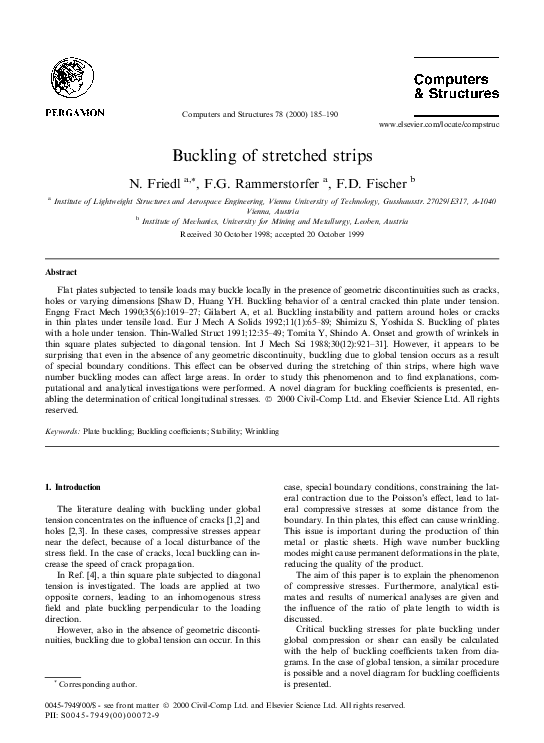 Computers
& Structures
PERGAMON
Computers and Structures 78 (2000) 185–190
www.elsevier.com/locate/compstruc
Buckling of stretched strips
N. Friedl a,*, F.G. Rammerstorfer a, F.D. Fischer b
a Institute of Lightweight Structures and Aerospace Engineering, Vienna University of Technology, Gusshausstr. 27029/E317, A-1040
Vienna, Austria
b Institute of Mechanics, University for Mining and Metallurgy, Leoben, Austria
Received 30 October 1998; accepted 20 October 1999
Abstract
Flat plates subjected to tensile loads may buckle locally in the presence of geometric discontinuities such as cracks,
holes or varying dimensions [Shaw D, Huang YH. Buckling behavior of a central cracked thin plate under tension.
Engng Fract Mech 1990;35(6):1019–27; Gilabert A, et al. Buckling instability and pattern around holes or cracks
in thin plates under tensile load. Eur J Mech A Solids 1992;11(1):65–89; Shimizu S, Yoshida S. Buckling of plates
with a hole under tension. Thin-Walled Struct 1991;12:35–49; Tomita Y, Shindo A. Onset and growth of wrinkles in
thin square plates subjected to diagonal tension. Int J Mech Sci 1988;30(12):921–31]. However, it appears to be
surprising that even in the absence of any geometric discontinuity, buckling due to global tension occurs as a result
of special boundary conditions. This effect can be observed during the stretching of thin strips, where high wave
number buckling modes can affect large areas. In order to study this phenomenon and to find explanations, com-
putational and analytical investigations were performed. A novel diagram for buckling coefficients is presented, en-
abling the determination of critical longitudinal stresses. © 2000 Civil-Comp Ltd. and Elsevier Science Ltd. All rights
reserved.
Keywords: Plate buckling; Buckling coefficients; Stability; Wrinkling
1. Introduction
The literature dealing with buckling under global
tension concentrates on the influence of cracks [1,2] and
holes [2,3]. In these cases, compressive stresses appear
near the defect, because of a local disturbance of the
stress field. In the case of cracks, local buckling can in-
crease the speed of crack propagation.
In Ref. [4], a thin square plate subjected to diagonal
tension is investigated. The loads are applied at two
opposite corners, leading to an inhomogenous stress
field and plate buckling perpendicular to the loading
direction.
However, also in the absence of geometric disconti-
nuities, buckling due to global tension can occur. In this
case, special boundary conditions, constraining the lat-
eral contraction due to the Poisson's effect, lead to lat-
eral compressive stresses at some distance from the
boundary. In thin plates, this effect can cause wrinkling.
This issue is important during the production of thin
metal or plastic sheets. High wave number buckling
modes might cause permanent deformations in the plate,
reducing the quality of the product.
The aim of this paper is to explain the phenomenon
of compressive stresses. Furthermore, analytical esti-
mates and results of numerical analyses are given and
the influence of the ratio of plate length to width is
discussed.
Critical buckling stresses for plate buckling under
global compression or shear can easily be calculated
with the help of buckling coefficients taken from dia-
grams. In the case of global tension, a similar procedure
is possible and a novel diagram for buckling coefficients
is presented.
* Corresponding author.
0045-7949/00/$ - see front matter © 2000 Civil-Comp Ltd. and Elsevier Science Ltd. All rights reserved.
PII: S0045-7949(00)00072-9